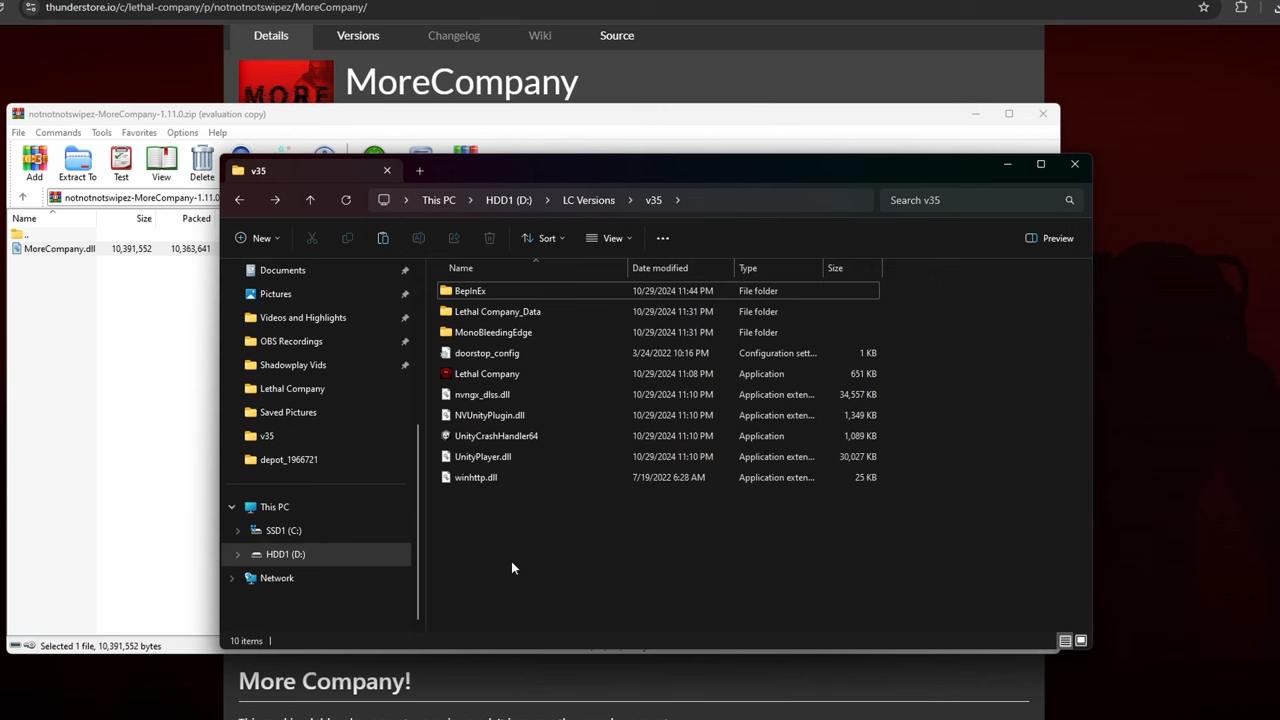 thunderstore.io/c/lethal-company/p/notnotnotswipez/MoreCompany/
Details Versions Changelog Wiki Source
MoreCompany
MORE
notnotnotswipez-MoreCompany-1.11.0.zip (evaluation copy)
File Commands Tools Favorites Options Help
Add Extract To Test View Delete
notnotnotswipez-MoreCompany-1.11.0
Name Size Packed
..
MoreCompany.dll 10,391,552 10,363,641
Selected 1 file, 10,391,552 bytes
v35
This PC HDD1 (D:) LC Versions v35
Search v35
New Sort View Preview
Documents
Pictures
Videos and Highlights
OBS Recordings
Shadowplay Vids
Lethal Company
Saved Pictures
v35
depot_1966721
This PC
SSD1 (C:)
HDD1 (D:)
Network
Name Date modified Type Size
BepInEx 10/29/2024 11:44 PM File folder
Lethal Company_Data 10/29/2024 11:31 PM File folder
MonoBleedingEdge 10/29/2024 11:31 PM File folder
doorstop_config 3/24/2022 10:16 PM Configuration sett... 1 KB
Lethal Company 10/29/2024 11:08 PM Application 651 KB
nvngx_dlss.dll 10/29/2024 11:10 PM Application exten... 34,557 KB
NVUnityPlugin.dll 10/29/2024 11:10 PM Application exten... 1,349 KB
UnityCrashHandler64 10/29/2024 11:10 PM Application 1,089 KB
UnityPlayer.dll 10/29/2024 11:10 PM Application exten... 30,027 KB
winhttp.dll 7/19/2022 6:28 AM Application exten... 25 KB
10 items
More Company!